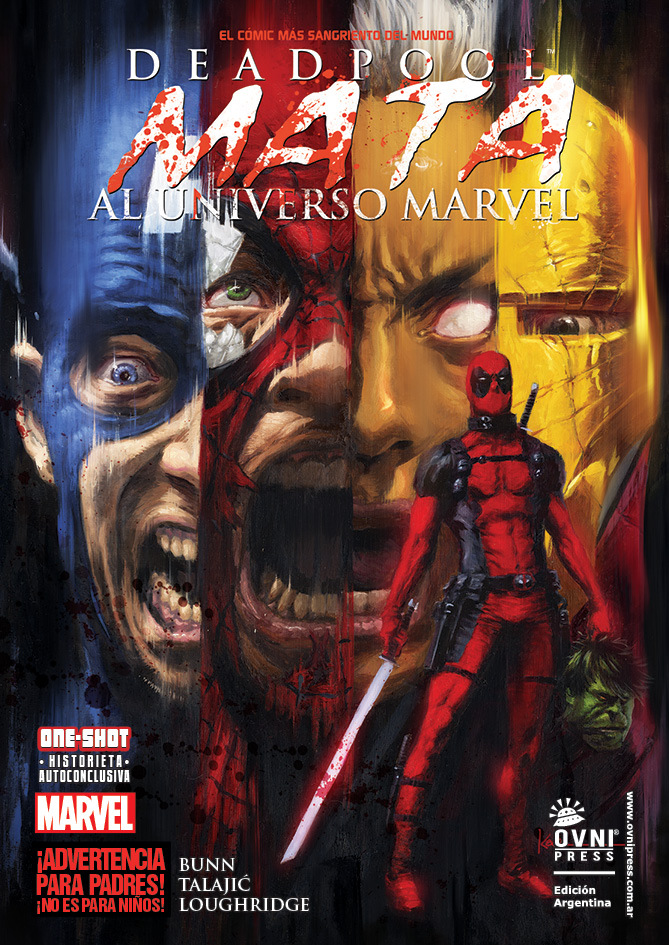 EL CÓMIC MÁS SANGRIENTO DEL MUNDO
DEADPOOL™
MATA
AL UNIVERSO MARVEL
ONE-SHOT
• HISTORIETA •
AUTOCONCLUSIVA
MARVEL
¡ADVERTENCIA
PARA PADRES!
¡NO ES PARA NIÑOS!
BUNN
TALAJIĆ
LOUGHRIDGE
OVNI®
PRESS
Edición
Argentina
www.ovnipress.com.ar